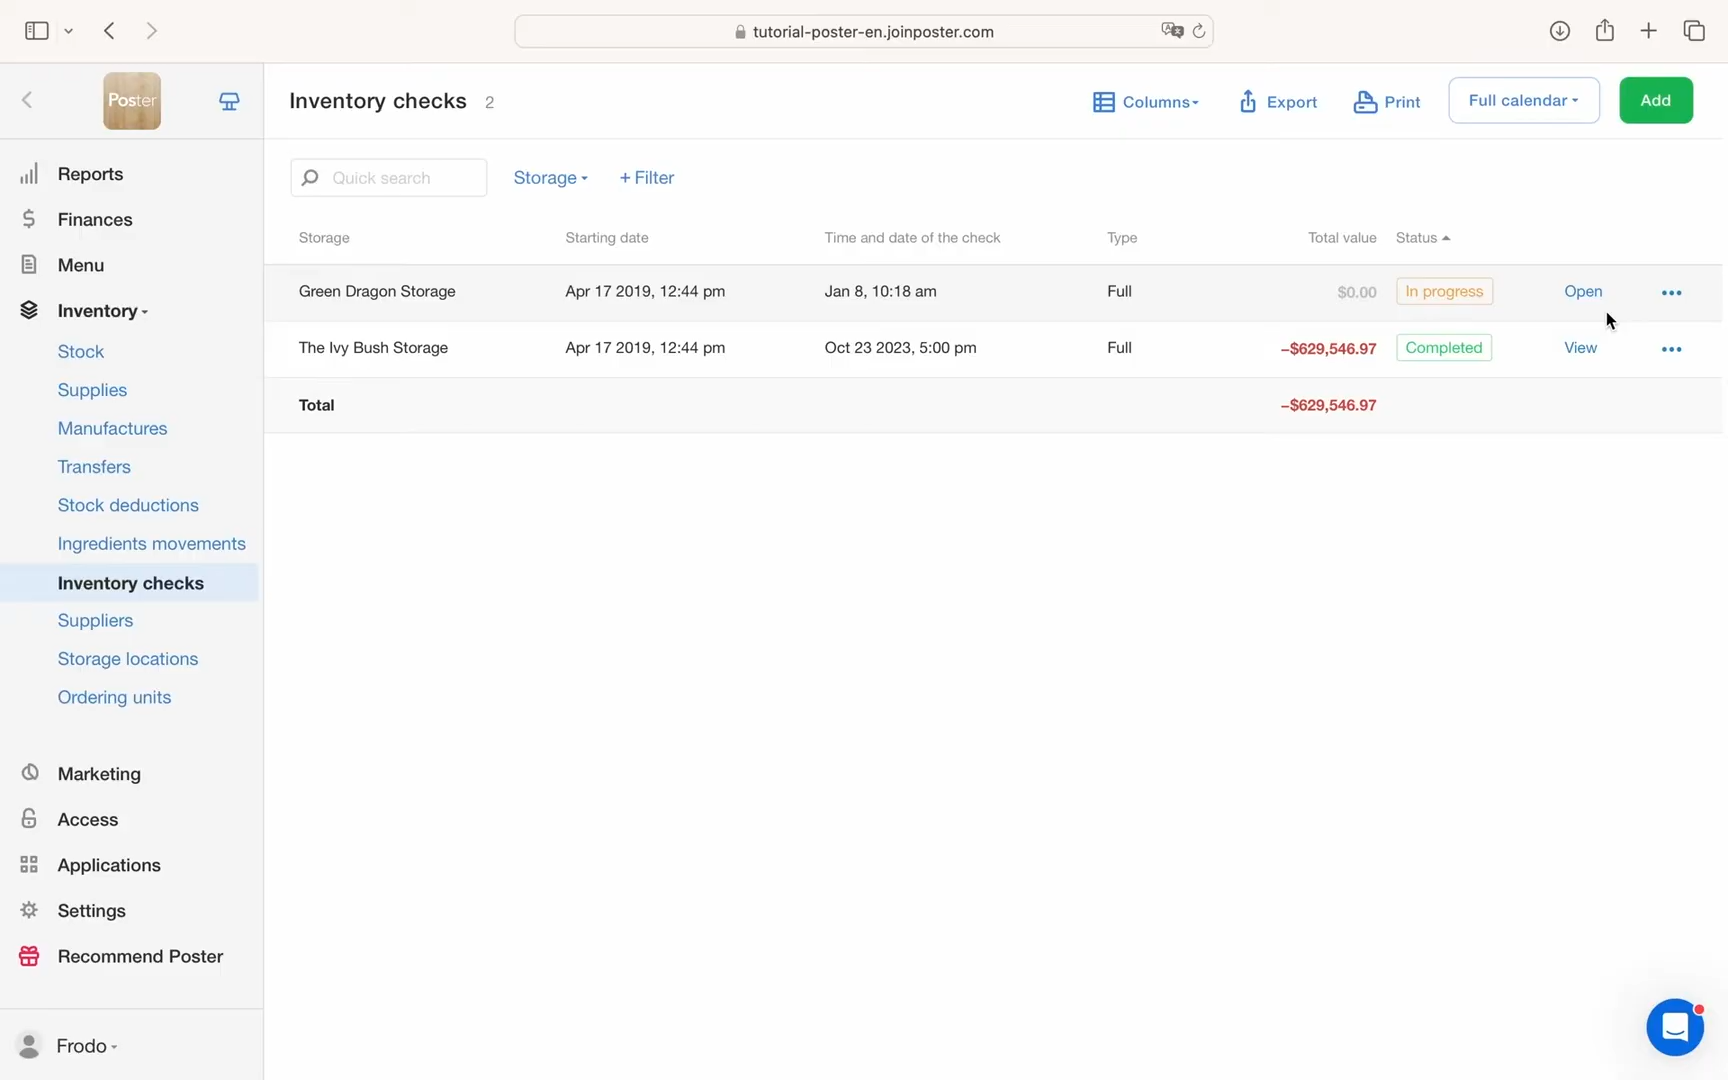 tutorial-poster-en.joinposter.com
Poster
Inventory checks 2
Columns
Export
Print
Full calendar
Add
Quick search
Storage
+ Filter
Storage Starting date Time and date of the check Type Total value Status
Green Dragon Storage Apr 17 2019, 12:44 pm Jan 8, 10:18 am Full $0.00 In progress Open
The Ivy Bush Storage Apr 17 2019, 12:44 pm Oct 23 2023, 5:00 pm Full –$629,546.97 Completed View
Total –$629,546.97
Reports
Finances
Menu
Inventory
Stock
Supplies
Manufactures
Transfers
Stock deductions
Ingredients movements
Inventory checks
Suppliers
Storage locations
Ordering units
Marketing
Access
Applications
Settings
Recommend Poster
Frodo